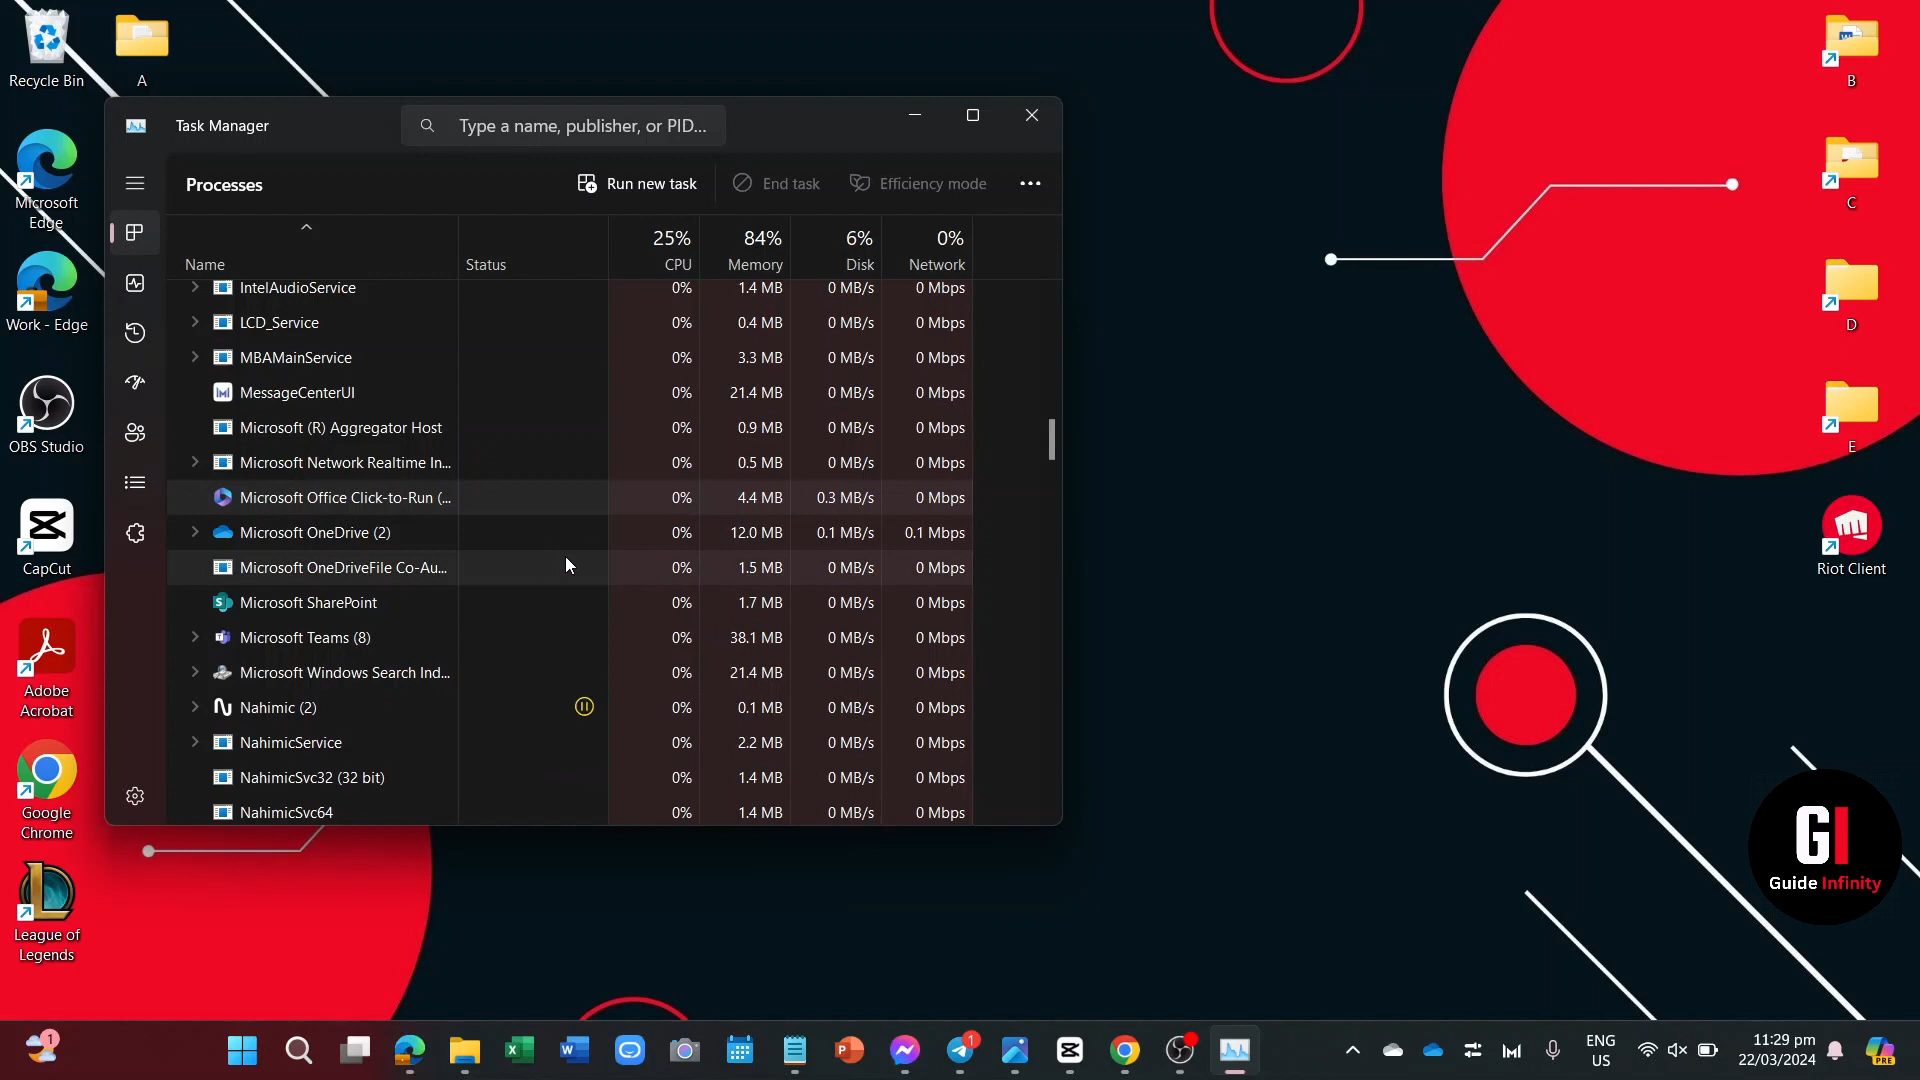 Recycle Bin
A
B
Microsoft
Edge
C
Work - Edge
D
OBS Studio
E
CapCut
Riot Client
Adobe
Acrobat
Google
Chrome
League of
Legends
Task Manager
Type a name, publisher, or PID...
Processes
Run new task
End task
Efficiency mode
25% 84% 6% 0%
Name Status CPU Memory Disk Network
IntelAudioService 0% 1.4 MB 0 MB/s 0 Mbps
LCD_Service 0% 0.4 MB 0 MB/s 0 Mbps
MBAMainService 0% 3.3 MB 0 MB/s 0 Mbps
MessageCenterUI 0% 21.4 MB 0 MB/s 0 Mbps
Microsoft (R) Aggregator Host 0% 0.9 MB 0 MB/s 0 Mbps
Microsoft Network Realtime In... 0% 0.5 MB 0 MB/s 0 Mbps
Microsoft Office Click-to-Run (... 0% 4.4 MB 0.3 MB/s 0 Mbps
Microsoft OneDrive (2) 0% 12.0 MB 0.1 MB/s 0.1 Mbps
Microsoft OneDriveFile Co-Au... 0% 1.5 MB 0 MB/s 0 Mbps
Microsoft SharePoint 0% 1.7 MB 0 MB/s 0 Mbps
Microsoft Teams (8) 0% 38.1 MB 0 MB/s 0 Mbps
Microsoft Windows Search Ind... 0% 21.4 MB 0 MB/s 0 Mbps
Nahimic (2) 0% 0.1 MB 0 MB/s 0 Mbps
NahimicService 0% 2.2 MB 0 MB/s 0 Mbps
NahimicSvc32 (32 bit) 0% 1.4 MB 0 MB/s 0 Mbps
NahimicSvc64 0% 1.4 MB 0 MB/s 0 Mbps
GI
Guide Infinity
1
1
ENG
US
11:29 pm
22/03/2024
PRE